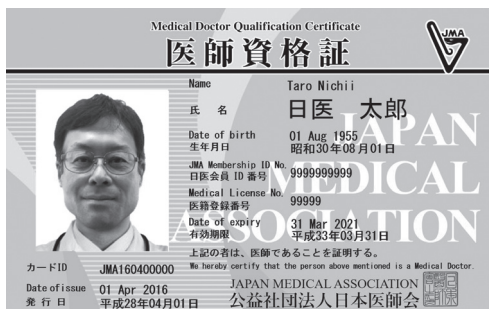 Medical Doctor Qualification Certificate
医師資格証
JMA
Name Taro Nichii
氏 名 日医 太郎
Date of birth 01 Aug 1955
生年月日 昭和30年08月01日
JMA Membership ID No.
日医会員 ID 番号 9999999999
Medical License No.
医籍登録番号 99999
Date of expiry 31 Mar 2021
有効期限 平成33年03月31日
上記の者は、医師であることを証明する。
We hereby certify that the person above mentioned is a Medical Doctor.
カードID JMA160400000
Date of issue 01 Apr 2016
発 行 日 平成28年04月01日
JAPAN MEDICAL ASSOCIATION
公益社団法人日本医師会
JAPAN
MEDICAL
ASSOCIATION